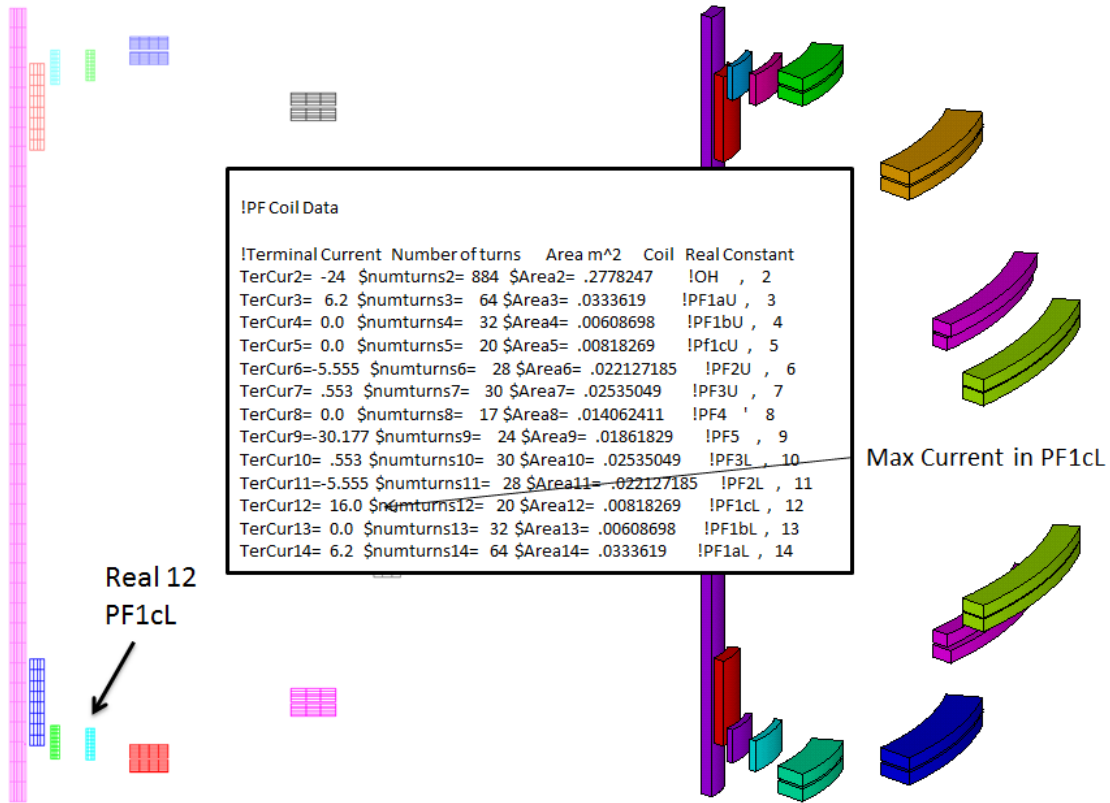 !PF Coil Data
!Terminal Current Number of turns Area m^2 Coil Real Constant
TerCur2= -24 $numturns2= 884 $Area2= .2778247 !OH , 2
TerCur3= 6.2 $numturns3= 64 $Area3= .0333619 !PF1aU , 3
TerCur4= 0.0 $numturns4= 32 $Area4= .00608698 !PF1bU , 4
TerCur5= 0.0 $numturns5= 20 $Area5= .00818269 !Pf1cU , 5
TerCur6=-5.555 $numturns6= 28 $Area6= .022127185 !PF2U , 6
TerCur7= .553 $numturns7= 30 $Area7= .02535049 !PF3U , 7
TerCur8= 0.0 $numturns8= 17 $Area8= .014062411 !PF4 ' 8
TerCur9=-30.177 $numturns9= 24 $Area9= .01861829 !PF5 , 9
TerCur10= .553 $numturns10= 30 $Area10= .02535049 !PF3L , 10
TerCur11=-5.555 $numturns11= 28 $Area11= .022127185 !PF2L , 11
TerCur12= 16.0 $numturns12= 20 $Area12= .00818269 !PF1cL , 12
TerCur13= 0.0 $numturns13= 32 $Area13= .00608698 !PF1bL , 13
TerCur14= 6.2 $numturns14= 64 $Area14= .0333619 !PF1aL , 14
Max Current in PF1cL
Real 12
PF1cL